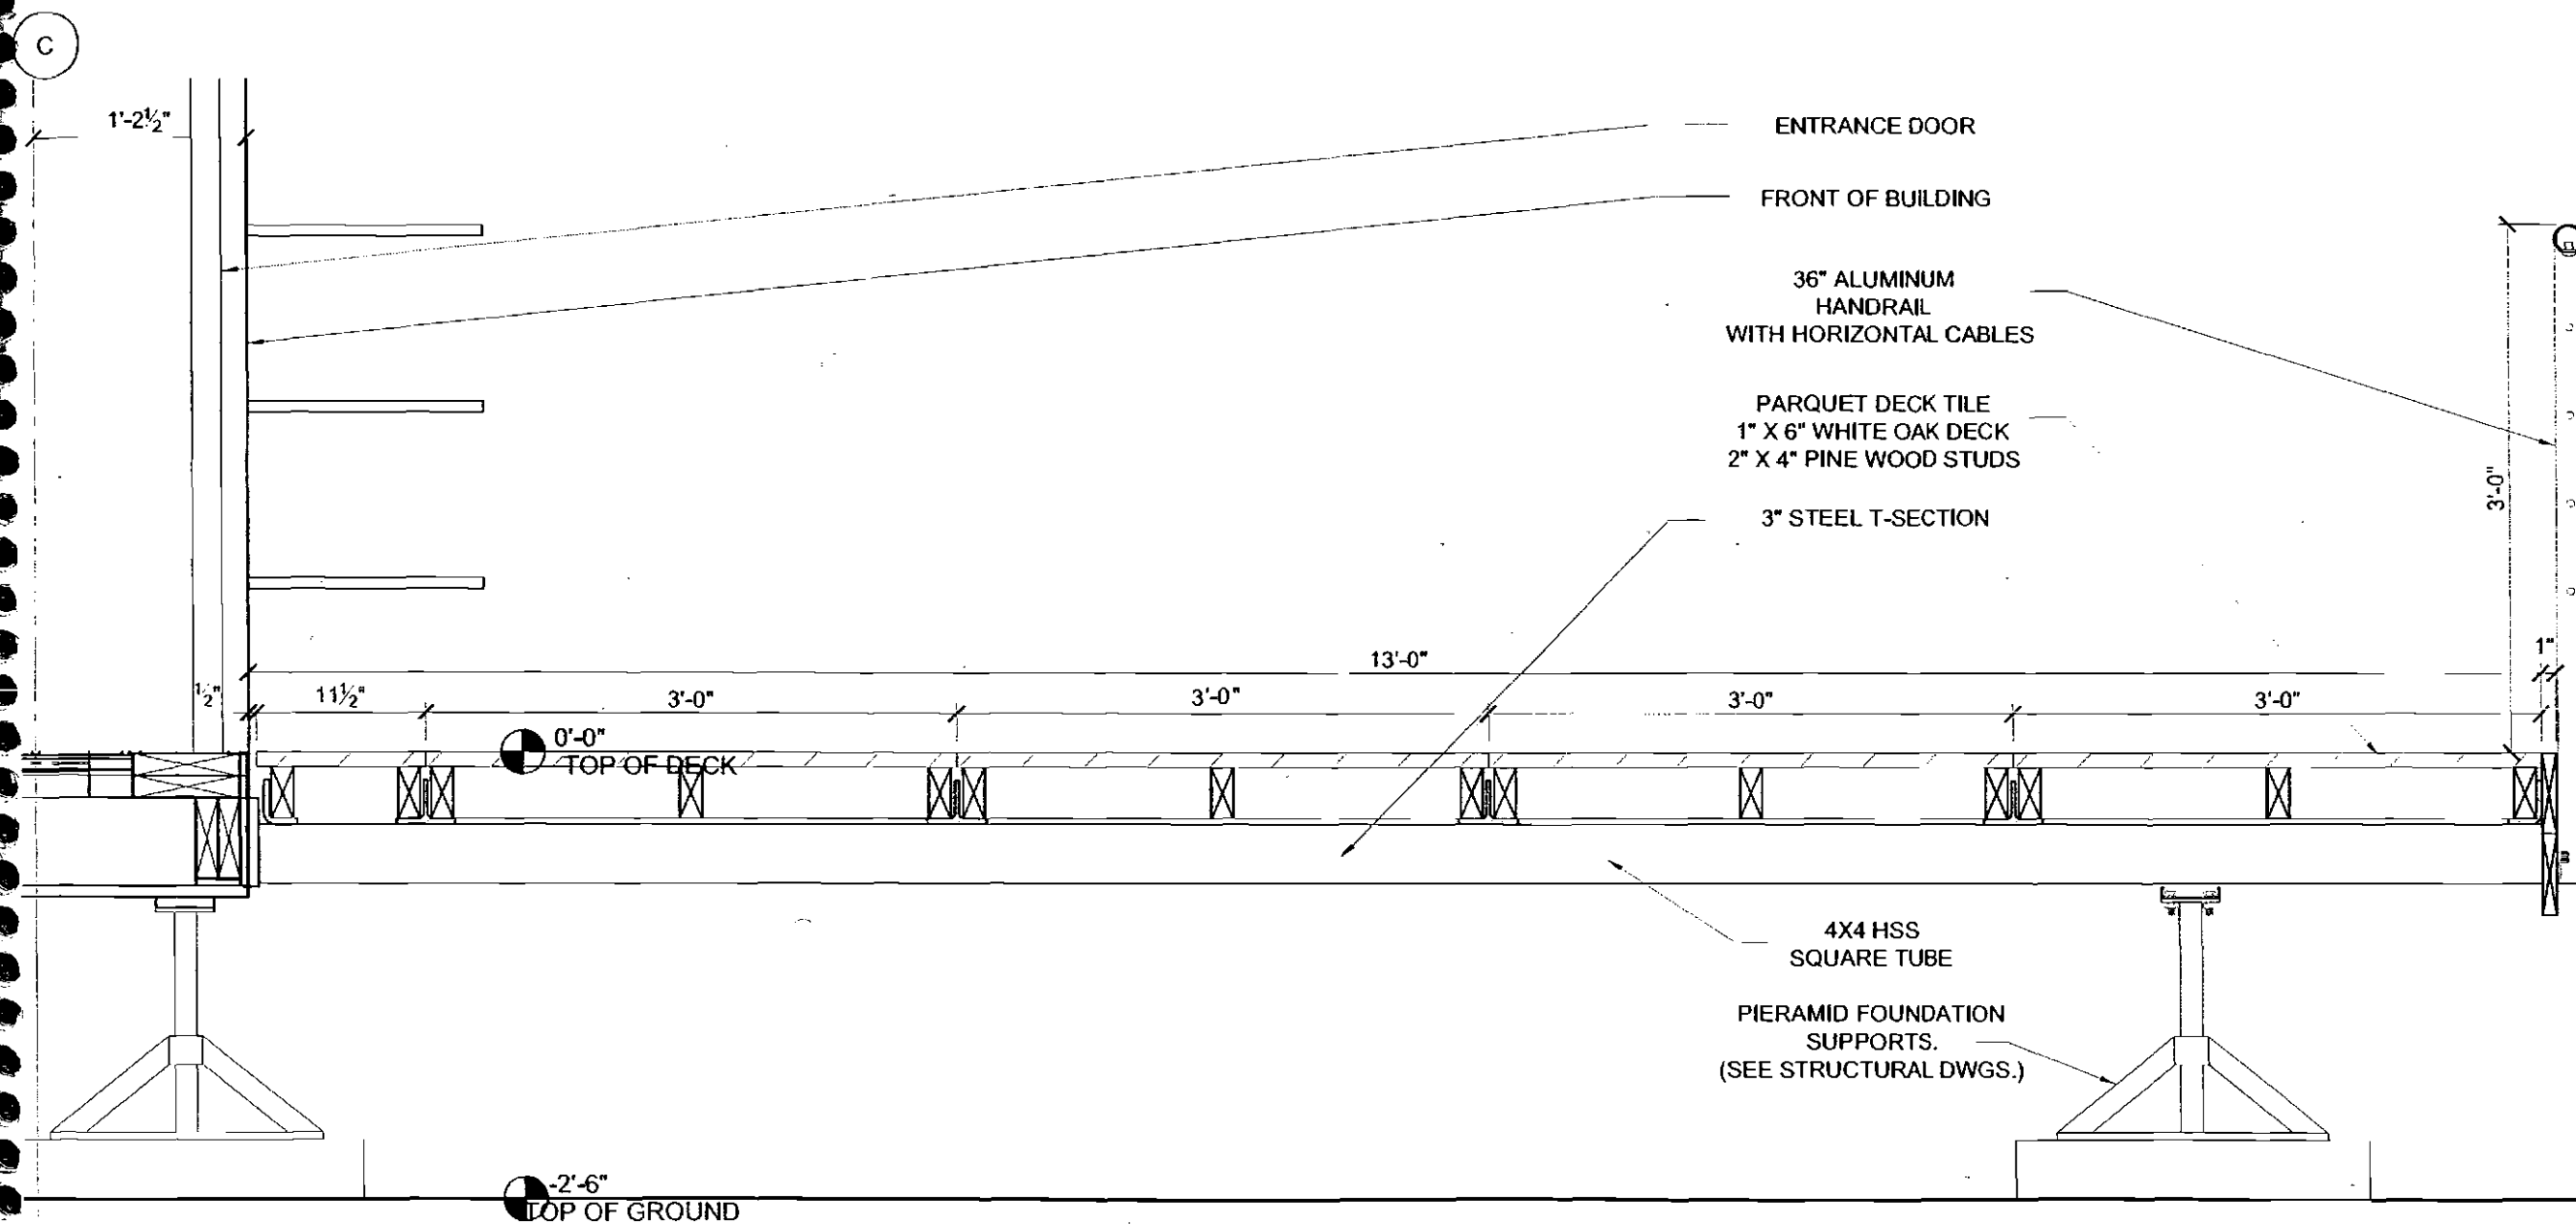 C
1'-2½"
ENTRANCE DOOR
FRONT OF BUILDING
36" ALUMINUM
HANDRAIL
WITH HORIZONTAL CABLES
PARQUET DECK TILE
1" X 6" WHITE OAK DECK
2" X 4" PINE WOOD STUDS
3" STEEL T-SECTION
3'-0"
13'-0"
1"
½"
11½"
3'-0"
3'-0"
3'-0"
3'-0"
0'-0"
TOP OF DECK
4X4 HSS
SQUARE TUBE
PIERAMID FOUNDATION
SUPPORTS.
(SEE STRUCTURAL DWGS.)
-2'-6"
TOP OF GROUND